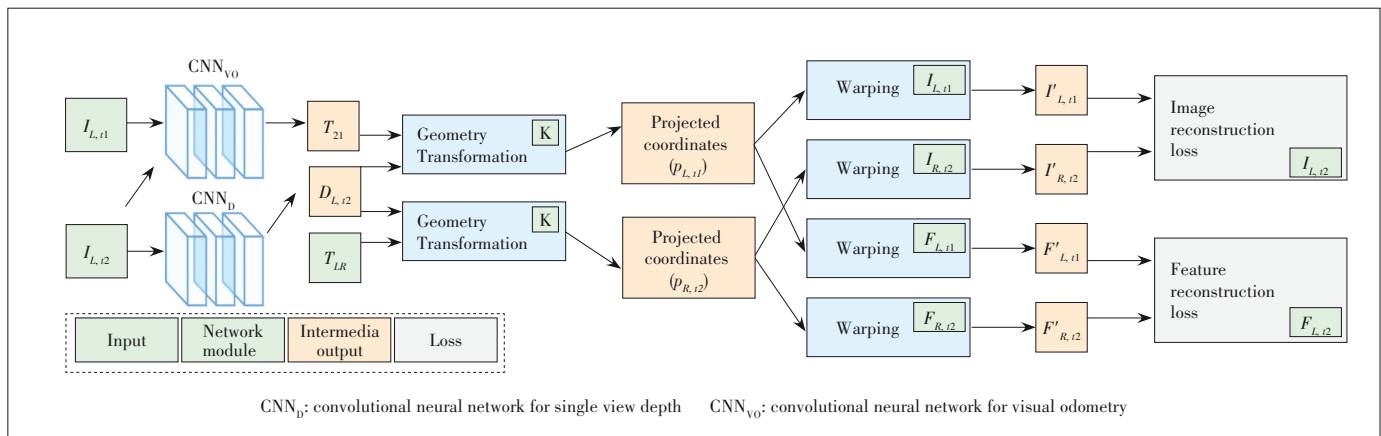 CNN_VO
I_L, t1
I_L, t2
CNN_D
T_21
D_L, t2
T_LR
Geometry
Transformation
K
Geometry
Transformation
K
Projected
coordinates
(p_L, t1)
Projected
coordinates
(p_R, t2)
Warping
I_L, t1
Warping
I_R, t2
Warping
F_L, t1
Warping
F_R, t2
I'_L, t1
I'_R, t2
F'_L, t1
F'_R, t2
Image
reconstruction
loss
I_L, t2
Feature
reconstruction
loss
F_L, t2
Input
Network
module
Intermedia
output
Loss
CNN_D: convolutional neural network for single view depth CNN_VO: convolutional neural network for visual odometry